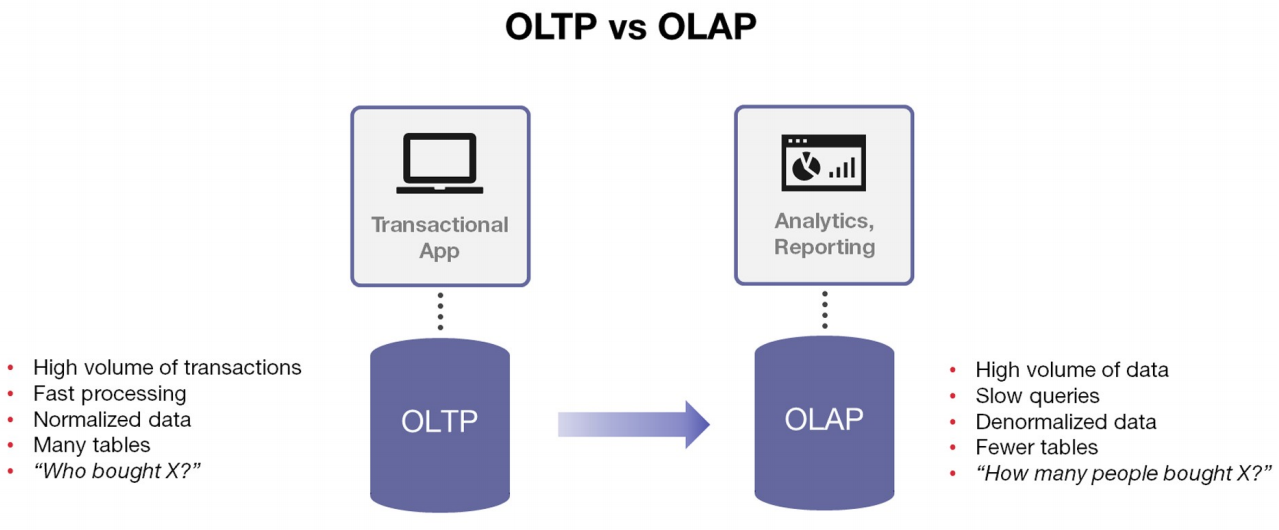 OLTP vs OLAP
Transactional
App
Analytics,
Reporting
• High volume of transactions
• Fast processing
• Normalized data
• Many tables
• “Who bought X?”
OLTP
OLAP
• High volume of data
• Slow queries
• Denormalized data
• Fewer tables
• “How many people bought X?”